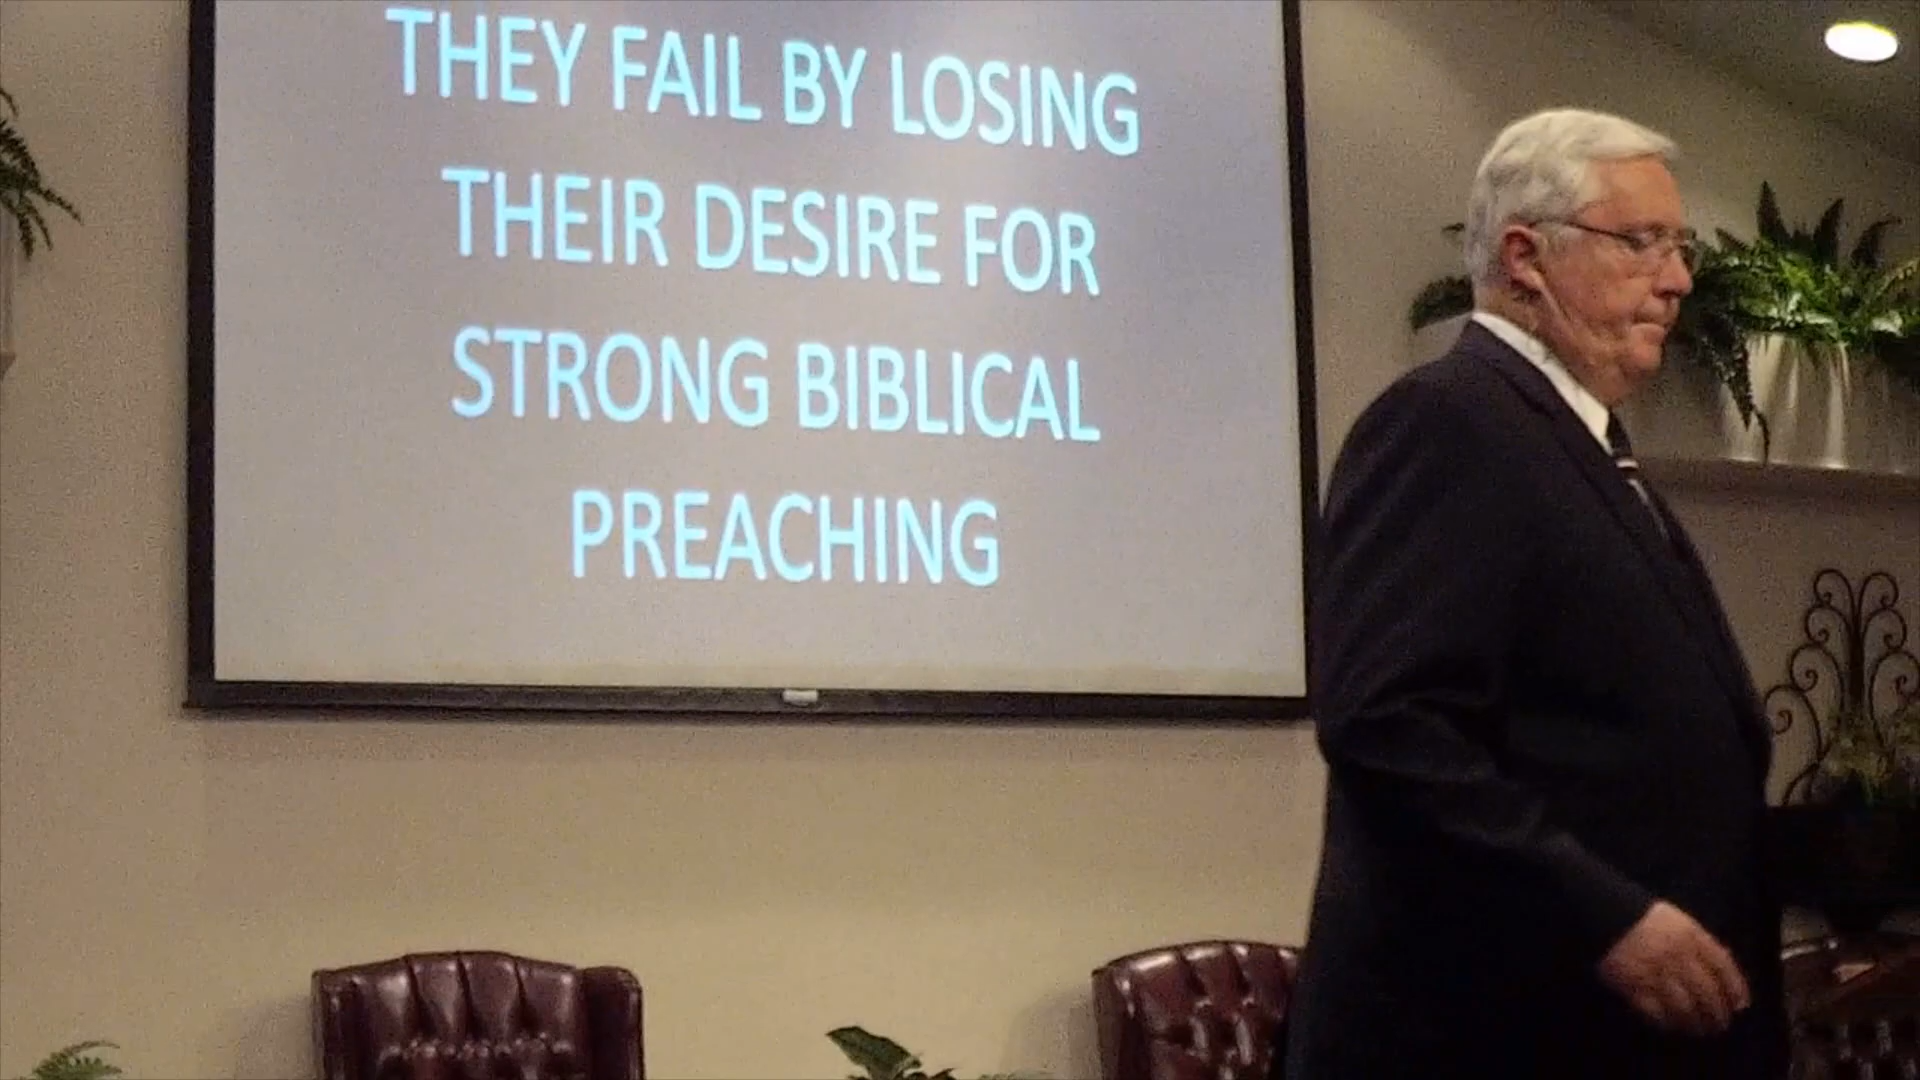 THEY FAIL BY LOSING
THEIR DESIRE FOR
STRONG BIBLICAL
PREACHING